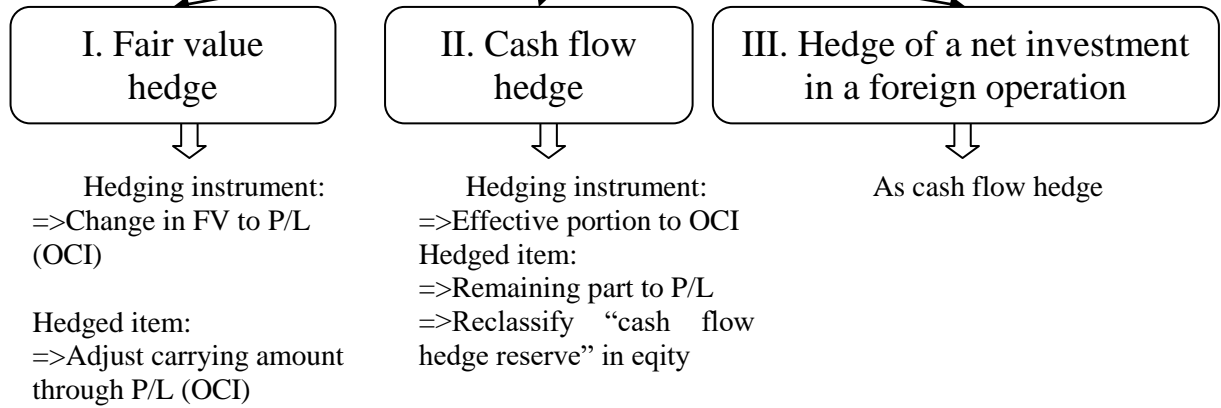 I. Fair value
hedge
II. Cash flow
hedge
III. Hedge of a net investment
in a foreign operation
Hedging instrument:
=>Change in FV to P/L
(OCI)
Hedged item:
=>Adjust carrying amount
through P/L (OCI)
Hedging instrument:
=>Effective portion to OCI
Hedged item:
=>Remaining part to P/L
=>Reclassify “cash flow
hedge reserve” in eqity
As cash flow hedge